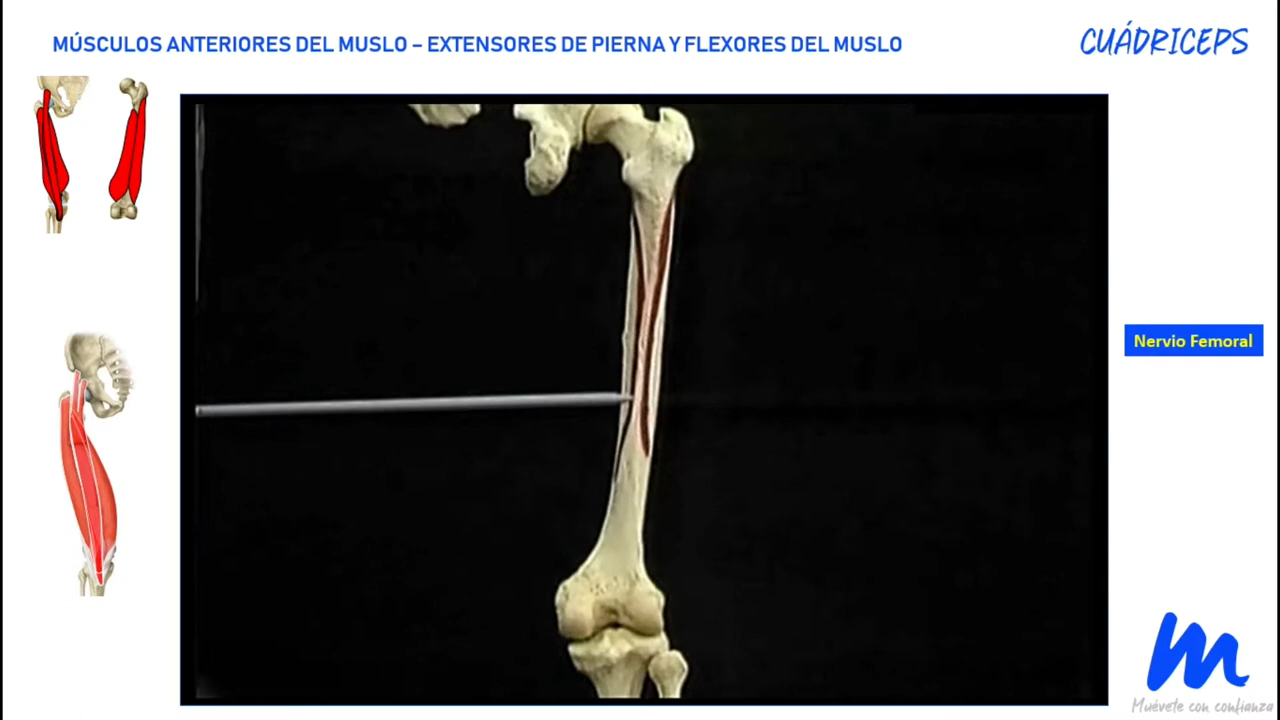 MÚSCULOS ANTERIORES DEL MUSLO – EXTENSORES DE PIERNA Y FLEXORES DEL MUSLO
CUÁDRICEPS
Nervio Femoral
m
Muévete con confianza